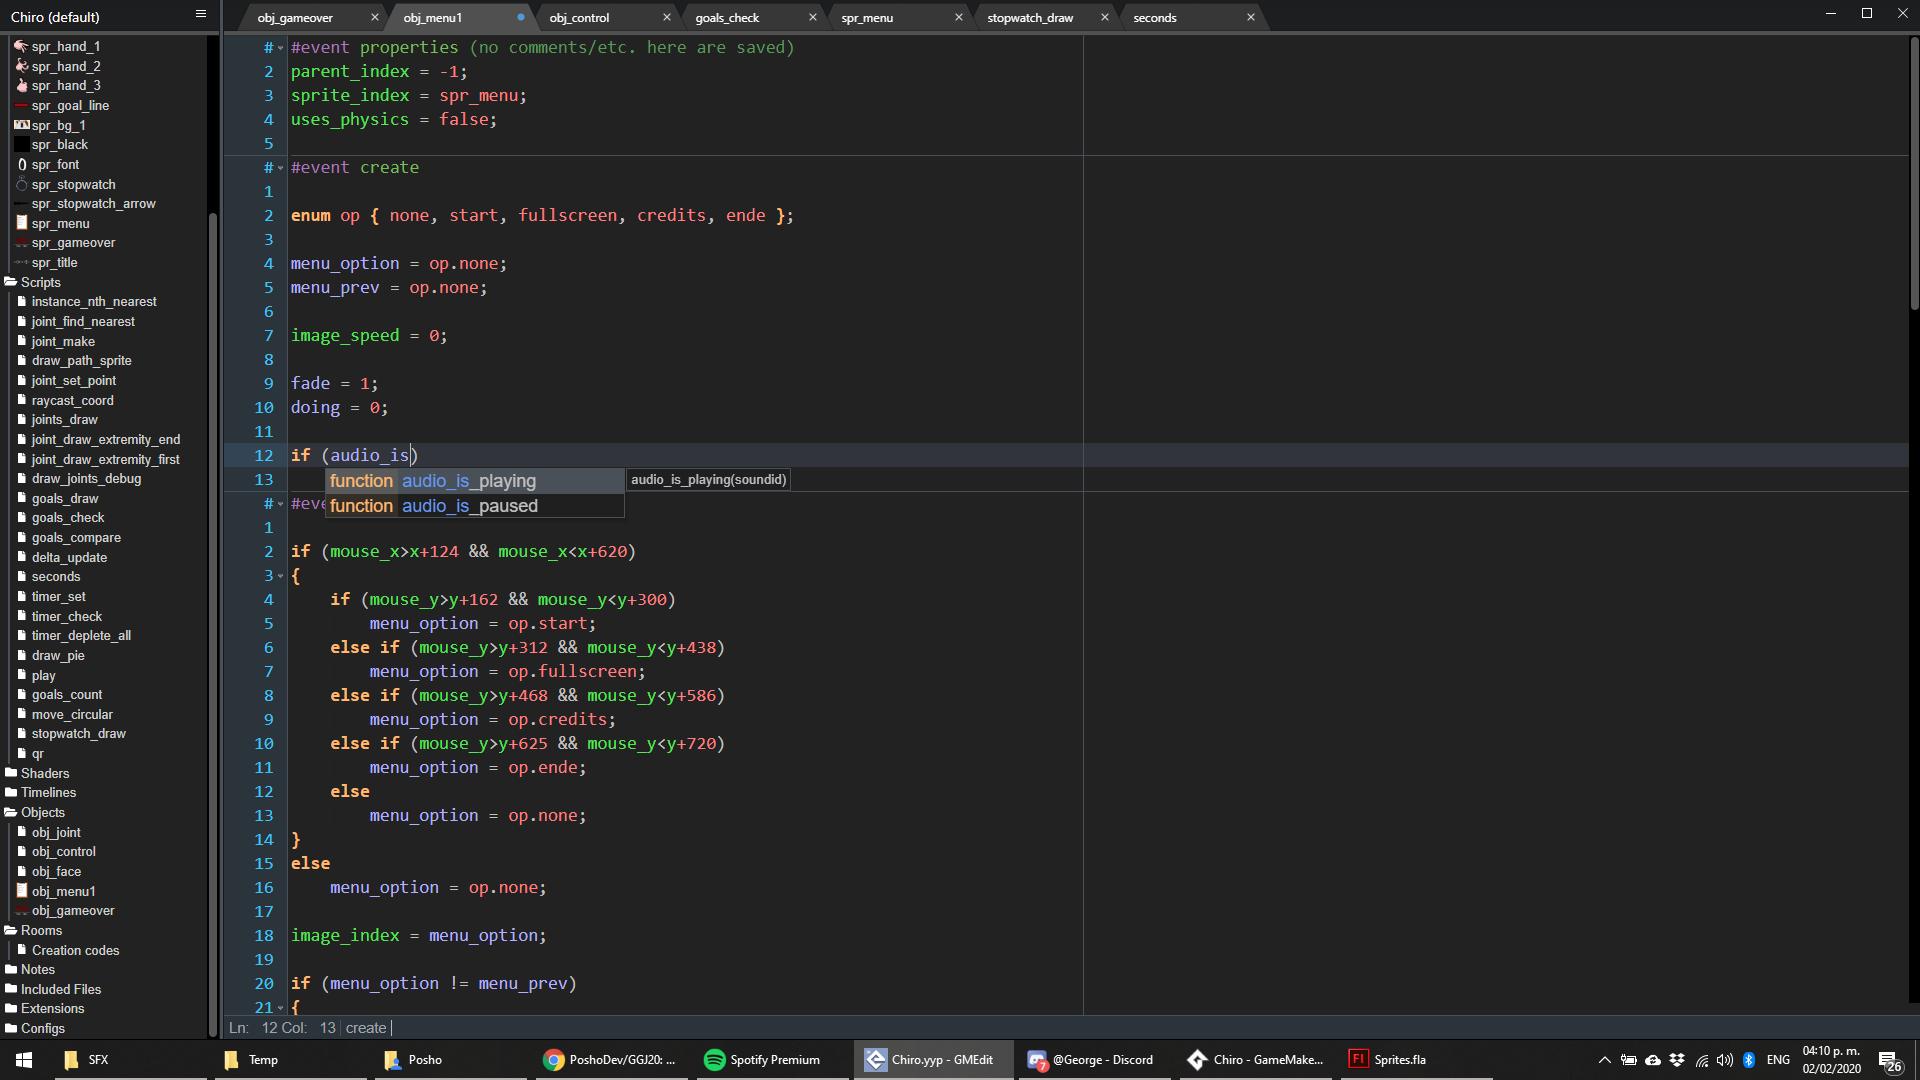 Chiro (default)
obj_gameover
obj_menu1
obj_control
goals_check
spr_menu
stopwatch_draw
seconds
spr_hand_1
spr_hand_2
spr_hand_3
spr_goal_line
spr_bg_1
spr_black
spr_font
spr_stopwatch
spr_stopwatch_arrow
spr_menu
spr_gameover
spr_title
Scripts
instance_nth_nearest
joint_find_nearest
joint_make
draw_path_sprite
joint_set_point
raycast_coord
joints_draw
joint_draw_extremity_end
joint_draw_extremity_first
draw_joints_debug
goals_draw
goals_check
goals_compare
delta_update
seconds
timer_set
timer_check
timer_deplete_all
draw_pie
play
goals_count
move_circular
stopwatch_draw
qr
Shaders
Timelines
Objects
obj_joint
obj_control
obj_face
obj_menu1
obj_gameover
Rooms
Creation codes
Notes
Included Files
Extensions
Configs
# #event properties (no comments/etc. here are saved)
2 parent_index = -1;
3 sprite_index = spr_menu;
4 uses_physics = false;
5
# #event create
1
2 enum op { none, start, fullscreen, credits, ende };
3
4 menu_option = op.none;
5 menu_prev = op.none;
6
7 image_speed = 0;
8
9 fade = 1;
10 doing = 0;
11
12 if (audio_is)
13 function audio_is_playing audio_is_playing(soundid)
# #eve function audio_is_paused
1
2 if (mouse_x>x+124 && mouse_x<x+620)
3 {
4 if (mouse_y>y+162 && mouse_y<y+300)
5 menu_option = op.start;
6 else if (mouse_y>y+312 && mouse_y<y+438)
7 menu_option = op.fullscreen;
8 else if (mouse_y>y+468 && mouse_y<y+586)
9 menu_option = op.credits;
10 else if (mouse_y>y+625 && mouse_y<y+720)
11 menu_option = op.ende;
12 else
13 menu_option = op.none;
14 }
15 else
16 menu_option = op.none;
17
18 image_index = menu_option;
19
20 if (menu_option != menu_prev)
21 {
Ln: 12 Col: 13 create
SFX
Temp
Posho
PoshoDev/GGJ20: ...
Spotify Premium
Chiro.yyp - GMEdit
7
@George - Discord
Chiro - GameMake...
Fl
Sprites.fla
ENG
04:10 p. m.
02/02/2020
26